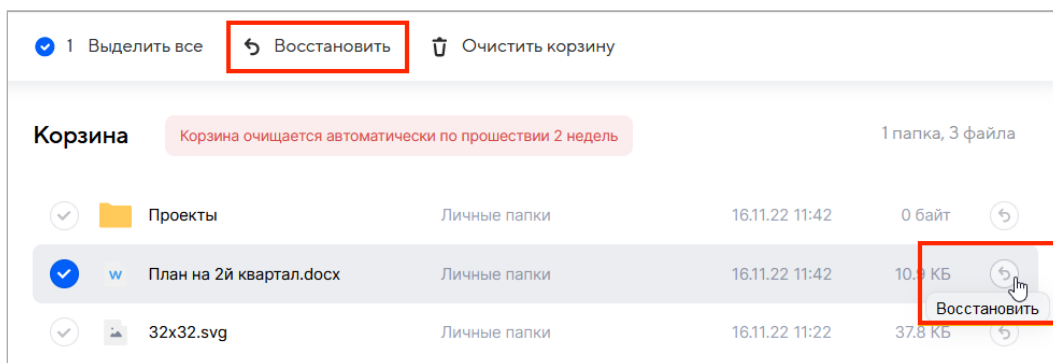 1 Выделить все Восстановить Очистить корзину
Корзина Корзина очищается автоматически по прошествии 2 недель 1 папка, 3 файла
Проекты Личные папки 16.11.22 11:42 0 байт
W План на 2й квартал.docx Личные папки 16.11.22 11:42 10.9 КБ
Восстановить
32x32.svg Личные папки 16.11.22 11:22 37.8 КБ